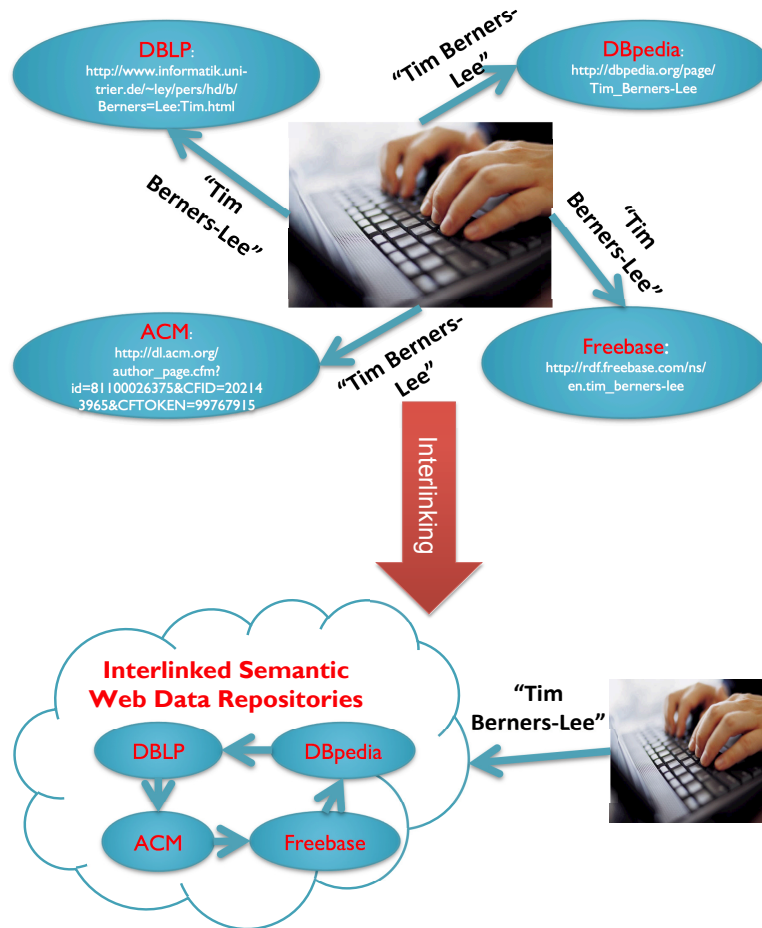 DBLP:
http://www.informatik.uni-
trier.de/~ley/pers/hd/b/
Berners=Lee:Tim.html
“Tim Berners-
Lee”
DBpedia:
http://dbpedia.org/page/
Tim_Berners-Lee
“Tim
Berners-Lee”
“Tim
Berners-Lee”
ACM:
http://dl.acm.org/
author_page.cfm?
id=81100026375&CFID=20214
3965&CFTOKEN=99767915
“Tim Berners-
Lee”
Freebase:
http://rdf.freebase.com/ns/
en.tim_berners-lee
Interlinking
Interlinked Semantic
Web Data Repositories
“Tim
Berners-Lee”
DBLP
DBpedia
ACM
Freebase